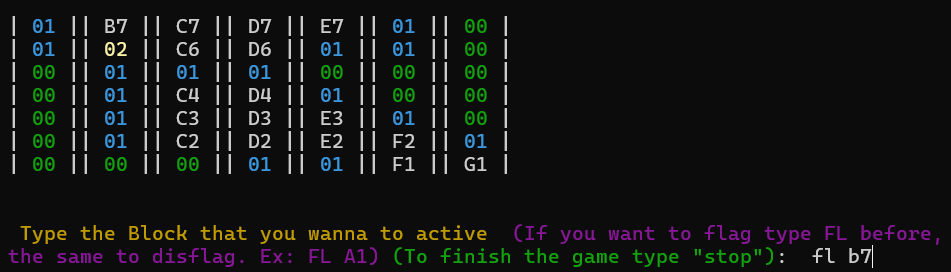 | 01 || B7 || C7 || D7 || E7 || 01 || 00 |
| 01 || 02 || C6 || D6 || 01 || 01 || 00 |
| 00 || 01 || 01 || 01 || 00 || 00 || 00 |
| 00 || 01 || C4 || D4 || 01 || 00 || 00 |
| 00 || 01 || C3 || D3 || E3 || 01 || 00 |
| 00 || 01 || C2 || D2 || E2 || F2 || 01 |
| 00 || 00 || 00 || 01 || 01 || F1 || G1 |
Type the Block that you wanna to active  (If you want to flag type FL before,
the same to disflag. Ex: FL A1) (To finish the game type "stop"):  fl b7